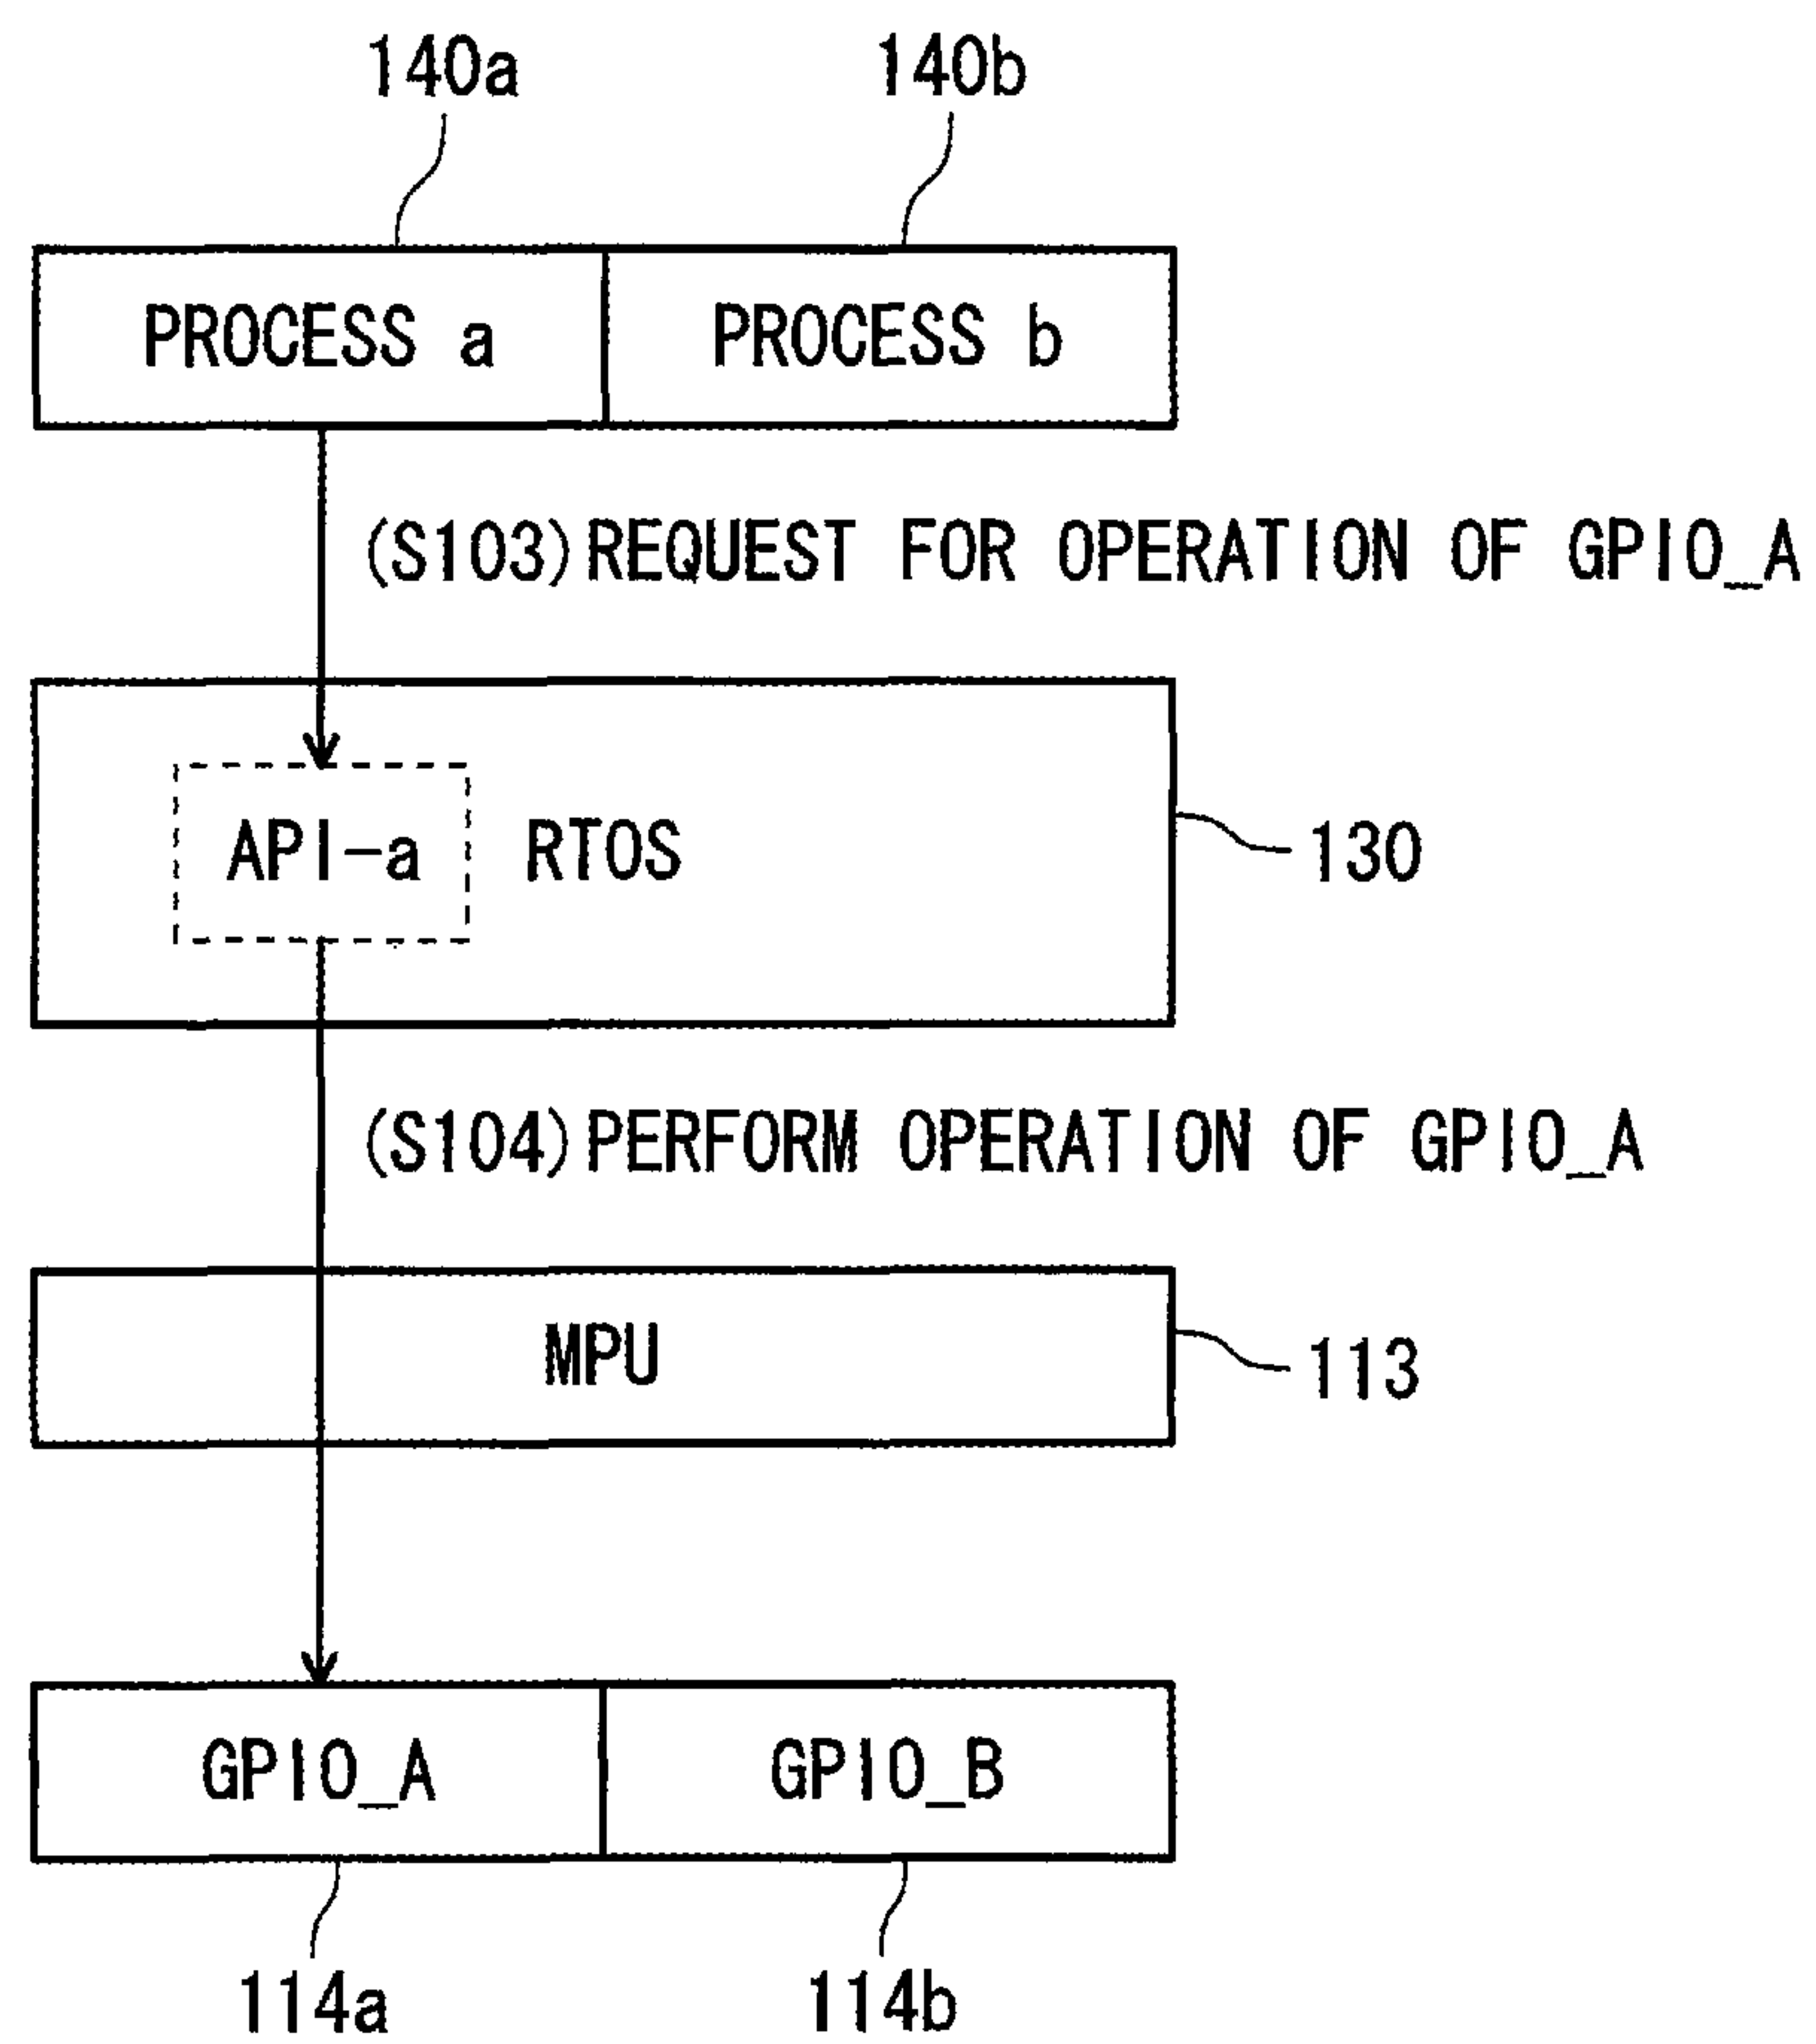 140a 140b
PROCESS a PROCESS b
(S103)REQUEST FOR OPERATION OF GPIO_A
API-a RTOS
130
(S104)PERFORM OPERATION OF GPIO_A
MPU
113
GPIO_A GPIO_B
114a 114b